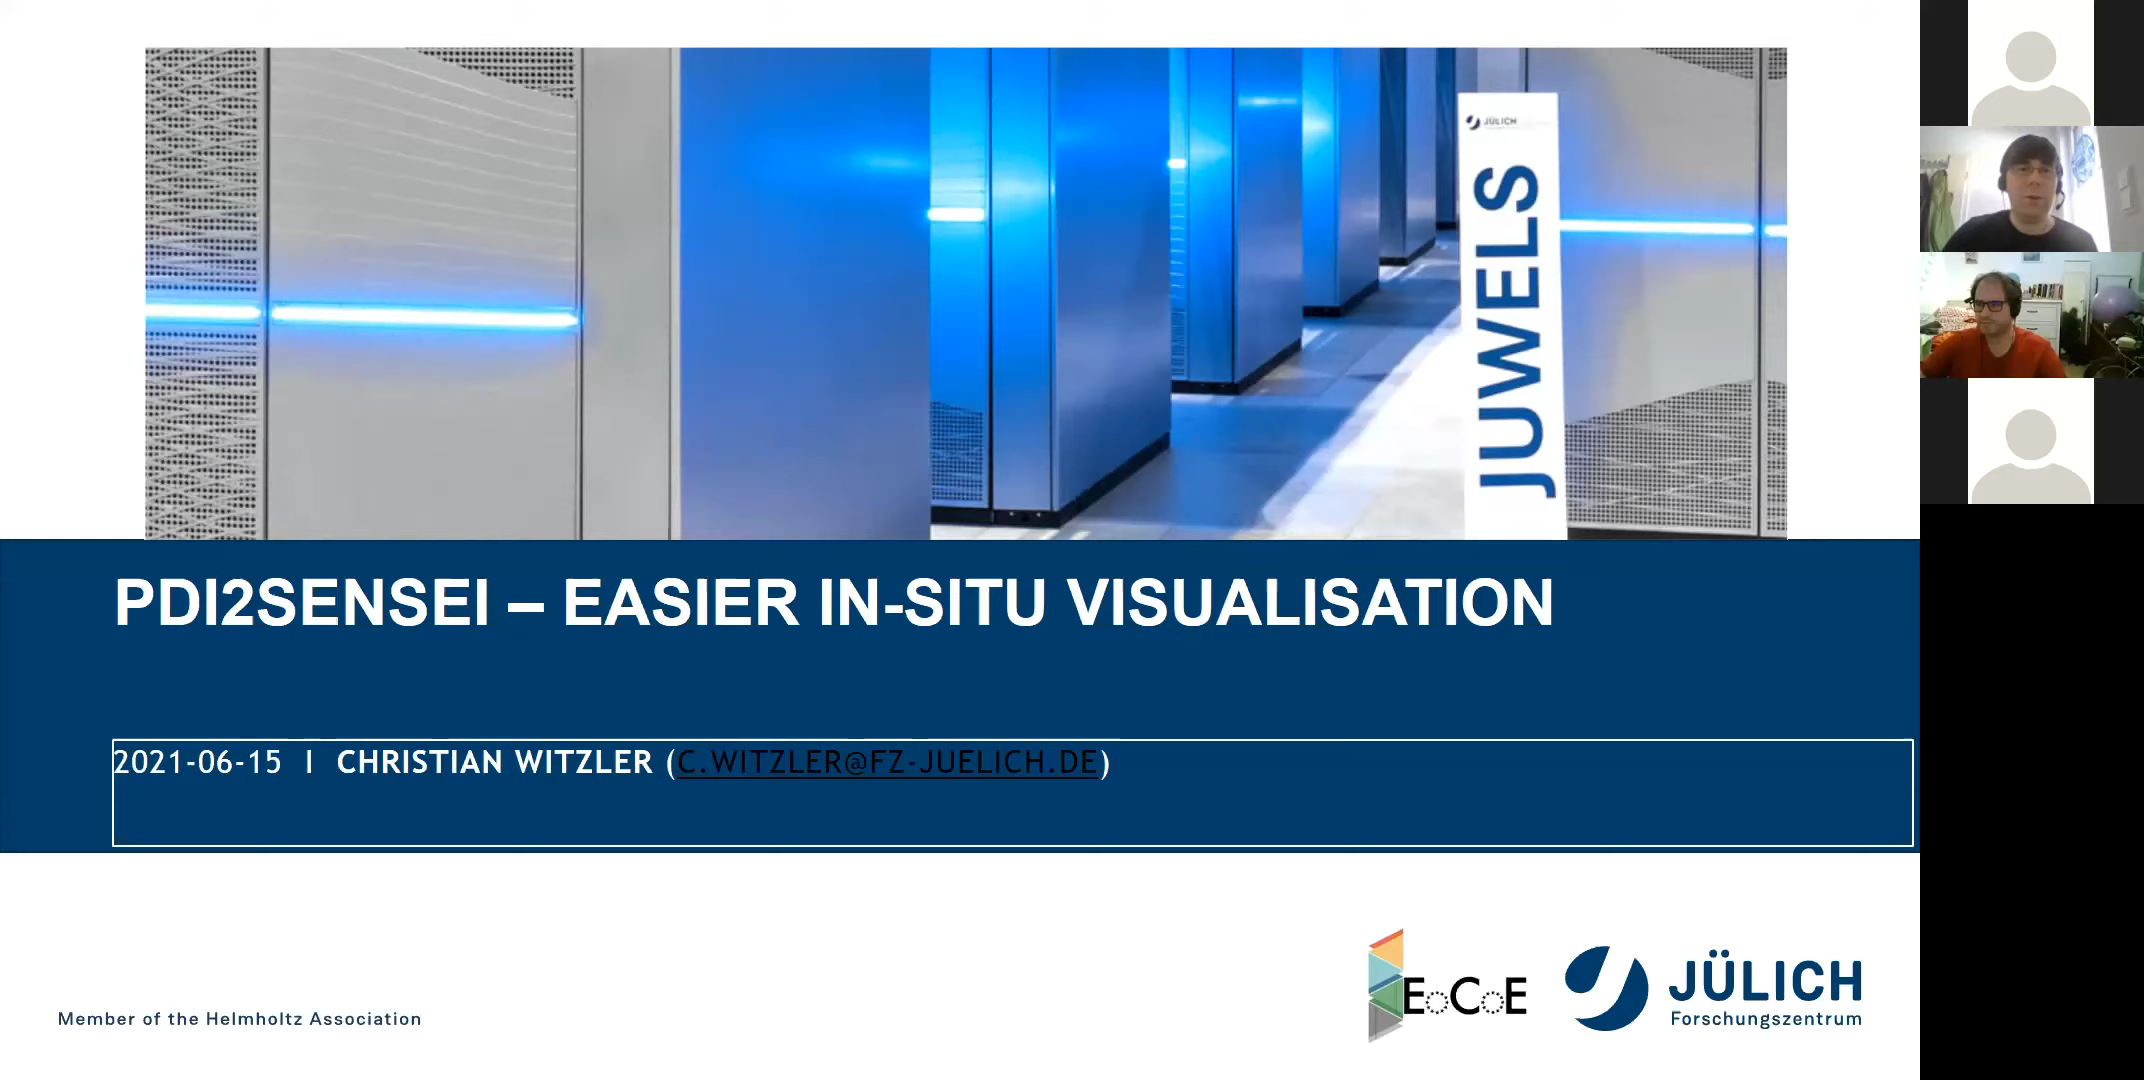 JÜLICH
JUWELS
PDI2SENSEI – EASIER IN-SITU VISUALISATION
2021-06-15 I CHRISTIAN WITZLER (C.WITZLER@FZ-JUELICH.DE)
Member of the Helmholtz Association
EoCoE
JÜLICH
Forschungszentrum